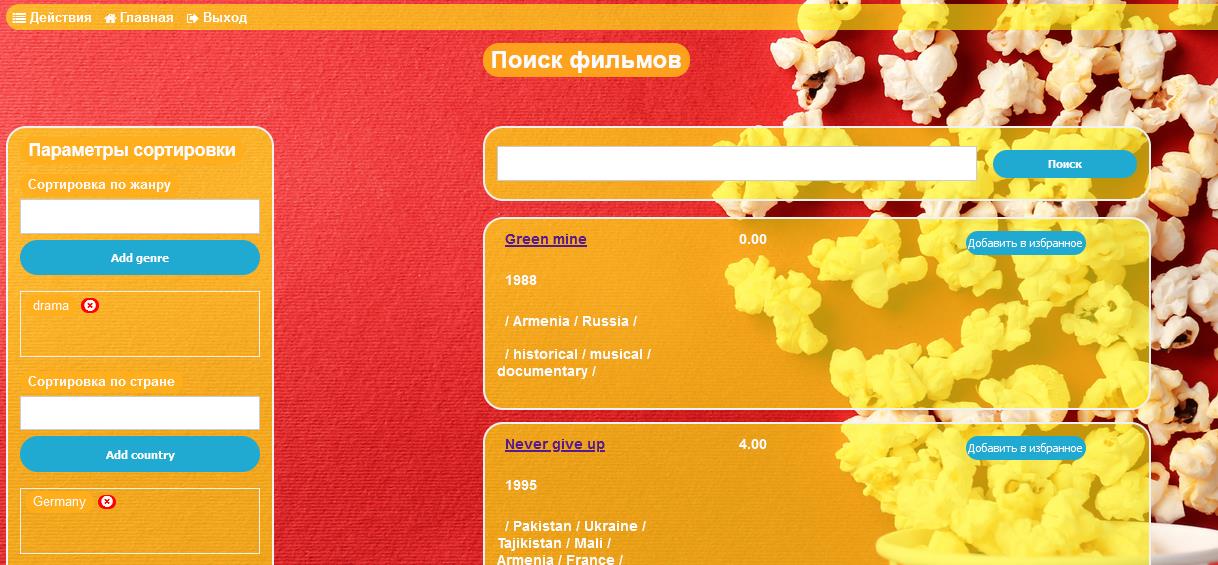 Действия Главная Выход
Поиск фильмов
Параметры сортировки
Сортировка по жанру
Add genre
drama
Сортировка по стране
Add country
Germany
Поиск
Green mine 0.00 Добавить в избранное
1988
/ Armenia / Russia /
/ historical / musical /
documentary /
Never give up 4.00 Добавить в избранное
1995
/ Pakistan / Ukraine /
Tajikistan / Mali /
Armenia / France /